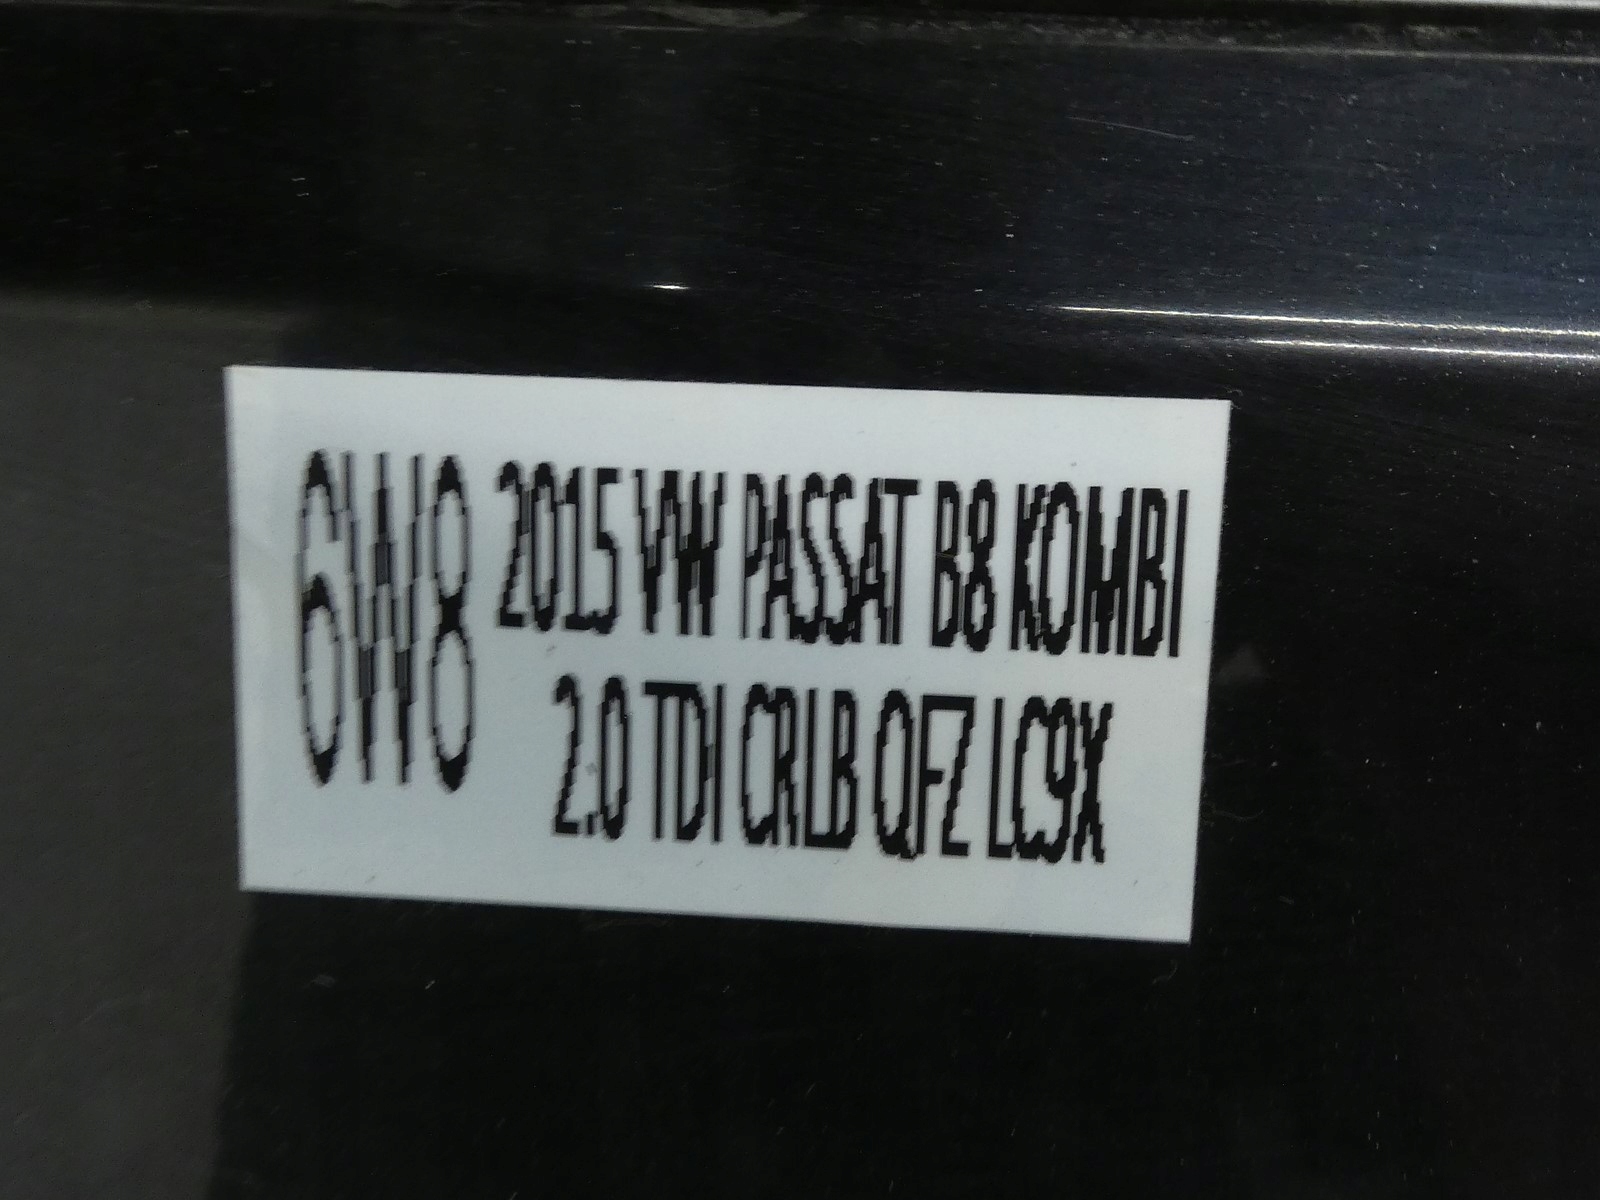 6W8
2015 VW PASSAT B8 KOMBI
2.0 TDI CRLB QFZ LC9X